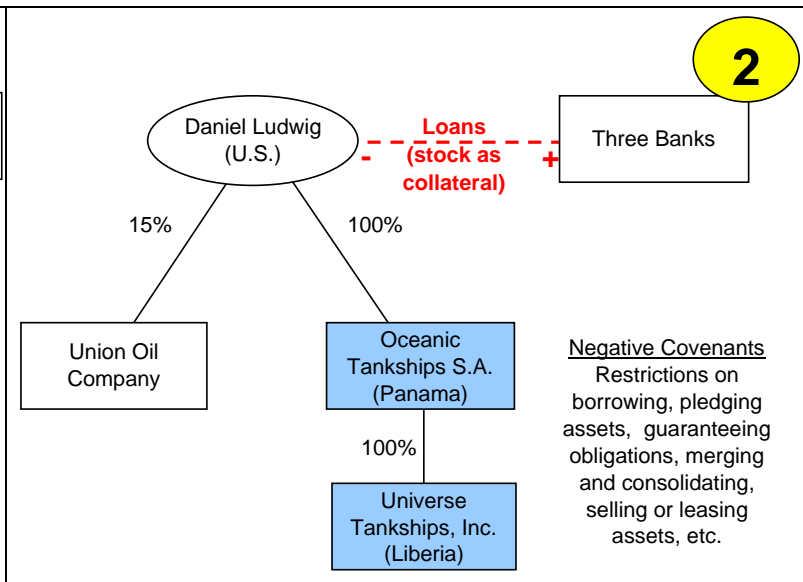 2
Daniel Ludwig
(U.S.)
Loans
(stock as
collateral)
-
+
Three Banks
15%
100%
Union Oil
Company
Oceanic
Tankships S.A.
(Panama)
100%
Universe
Tankships, Inc.
(Liberia)
Negative Covenants
Restrictions on
borrowing, pledging
assets, guaranteeing
obligations, merging
and consolidating,
selling or leasing
assets, etc.